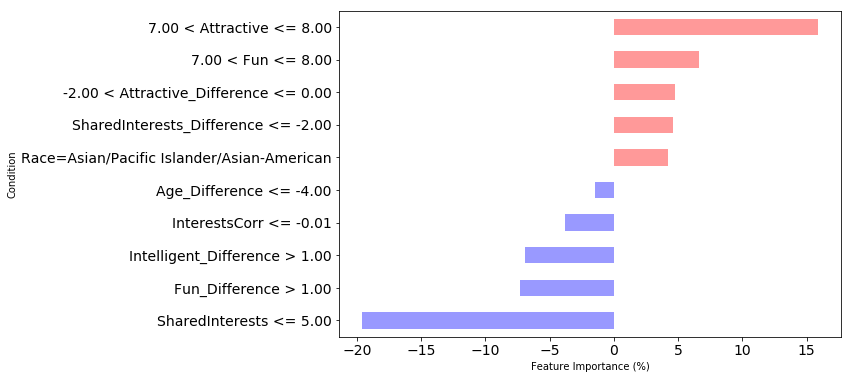 7.00 < Attractive <= 8.00
7.00 < Fun <= 8.00
-2.00 < Attractive_Difference <= 0.00
SharedInterests_Difference <= -2.00
Race=Asian/Pacific Islander/Asian-American
Age_Difference <= -4.00
InterestsCorr <= -0.01
Intelligent_Difference > 1.00
Fun_Difference > 1.00
SharedInterests <= 5.00
Condition
−20 −15 −10 −5 0 5 10 15
Feature Importance (%)